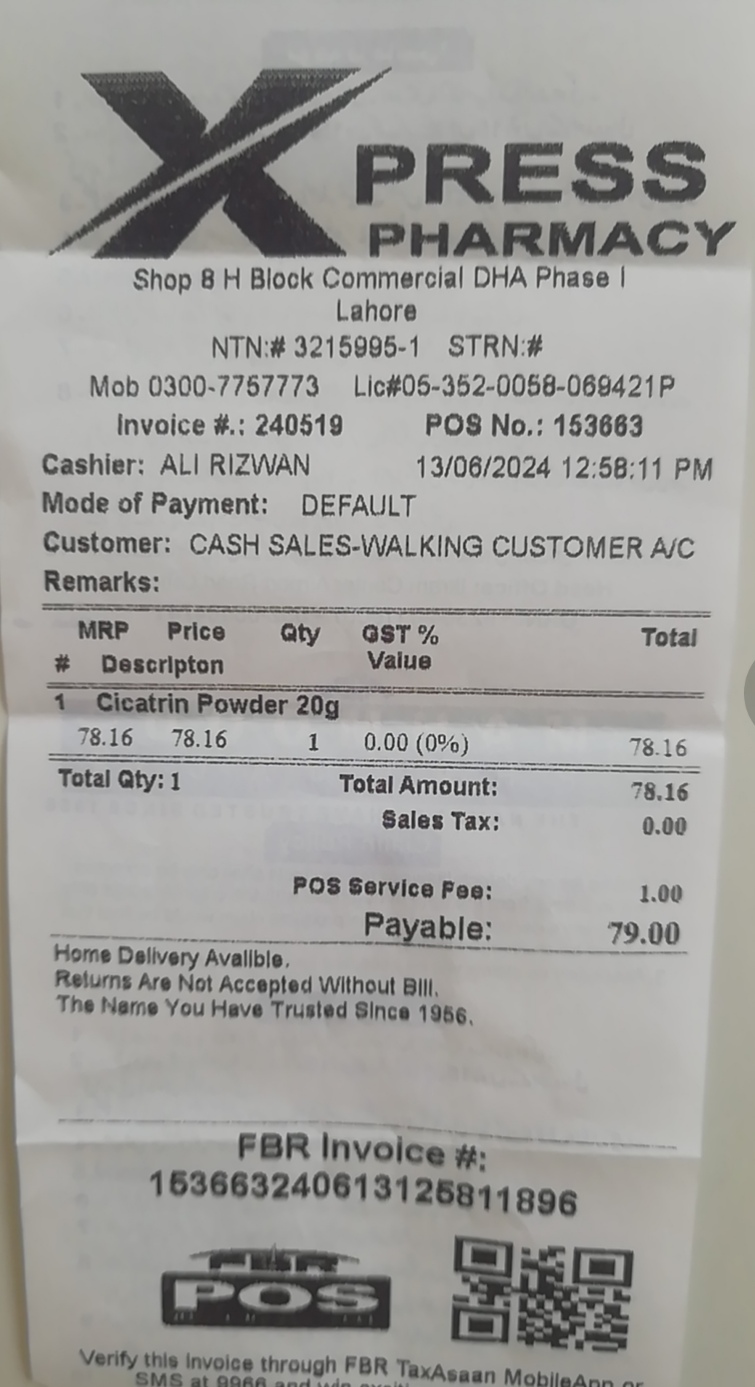 XPRESS
PHARMACY
Shop 8 H Block Commercial DHA Phase I
Lahore
NTN:# 3215995-1 STRN:#
Mob 0300-7757773 Lic#05-352-0058-069421P
Invoice #.: 240519 POS No.: 153663
Cashier: ALI RIZWAN 13/06/2024 12:58:11 PM
Mode of Payment: DEFAULT
Customer: CASH SALES-WALKING CUSTOMER A/C
Remarks:
MRP Price Qty GST % Total
# Descripton Value
1 Cicatrin Powder 20g
78.16 78.16 1 0.00 (0%) 78.16
Total Qty: 1 Total Amount: 78.16
Sales Tax: 0.00
POS Service Fee: 1.00
Payable: 79.00
Home Delivery Avalible.
Returns Are Not Accepted Without Bill.
The Name You Have Trusted Since 1956.
FBR Invoice #:
153663240613125811896
FBR
POS
Verify this invoice through FBR TaxAsaan MobileApp or
SMS at 9966 and win